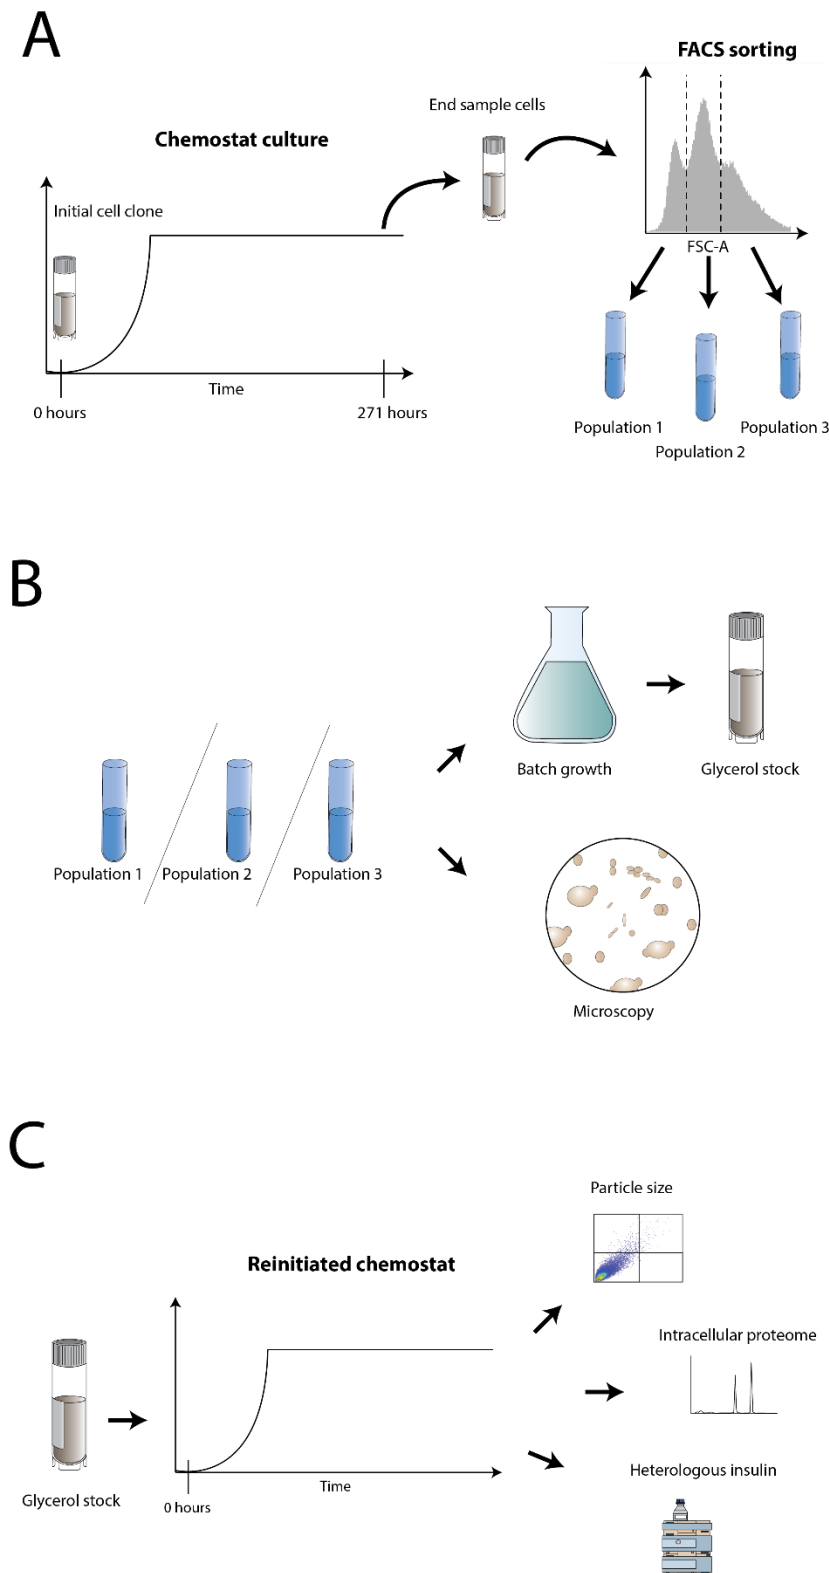 A
FACS sorting
End sample cells
Chemostat culture
Initial cell clone
FSC-A
Time
0 hours
271 hours
Population 1
Population 3
Population 2
B
Batch growth
Glycerol stock
Population 1
Population 2
Population 3
Microscopy
C
Particle size
Reinitiated chemostat
Intracellular proteome
Heterologous insulin
Time
Glycerol stock
0 hours